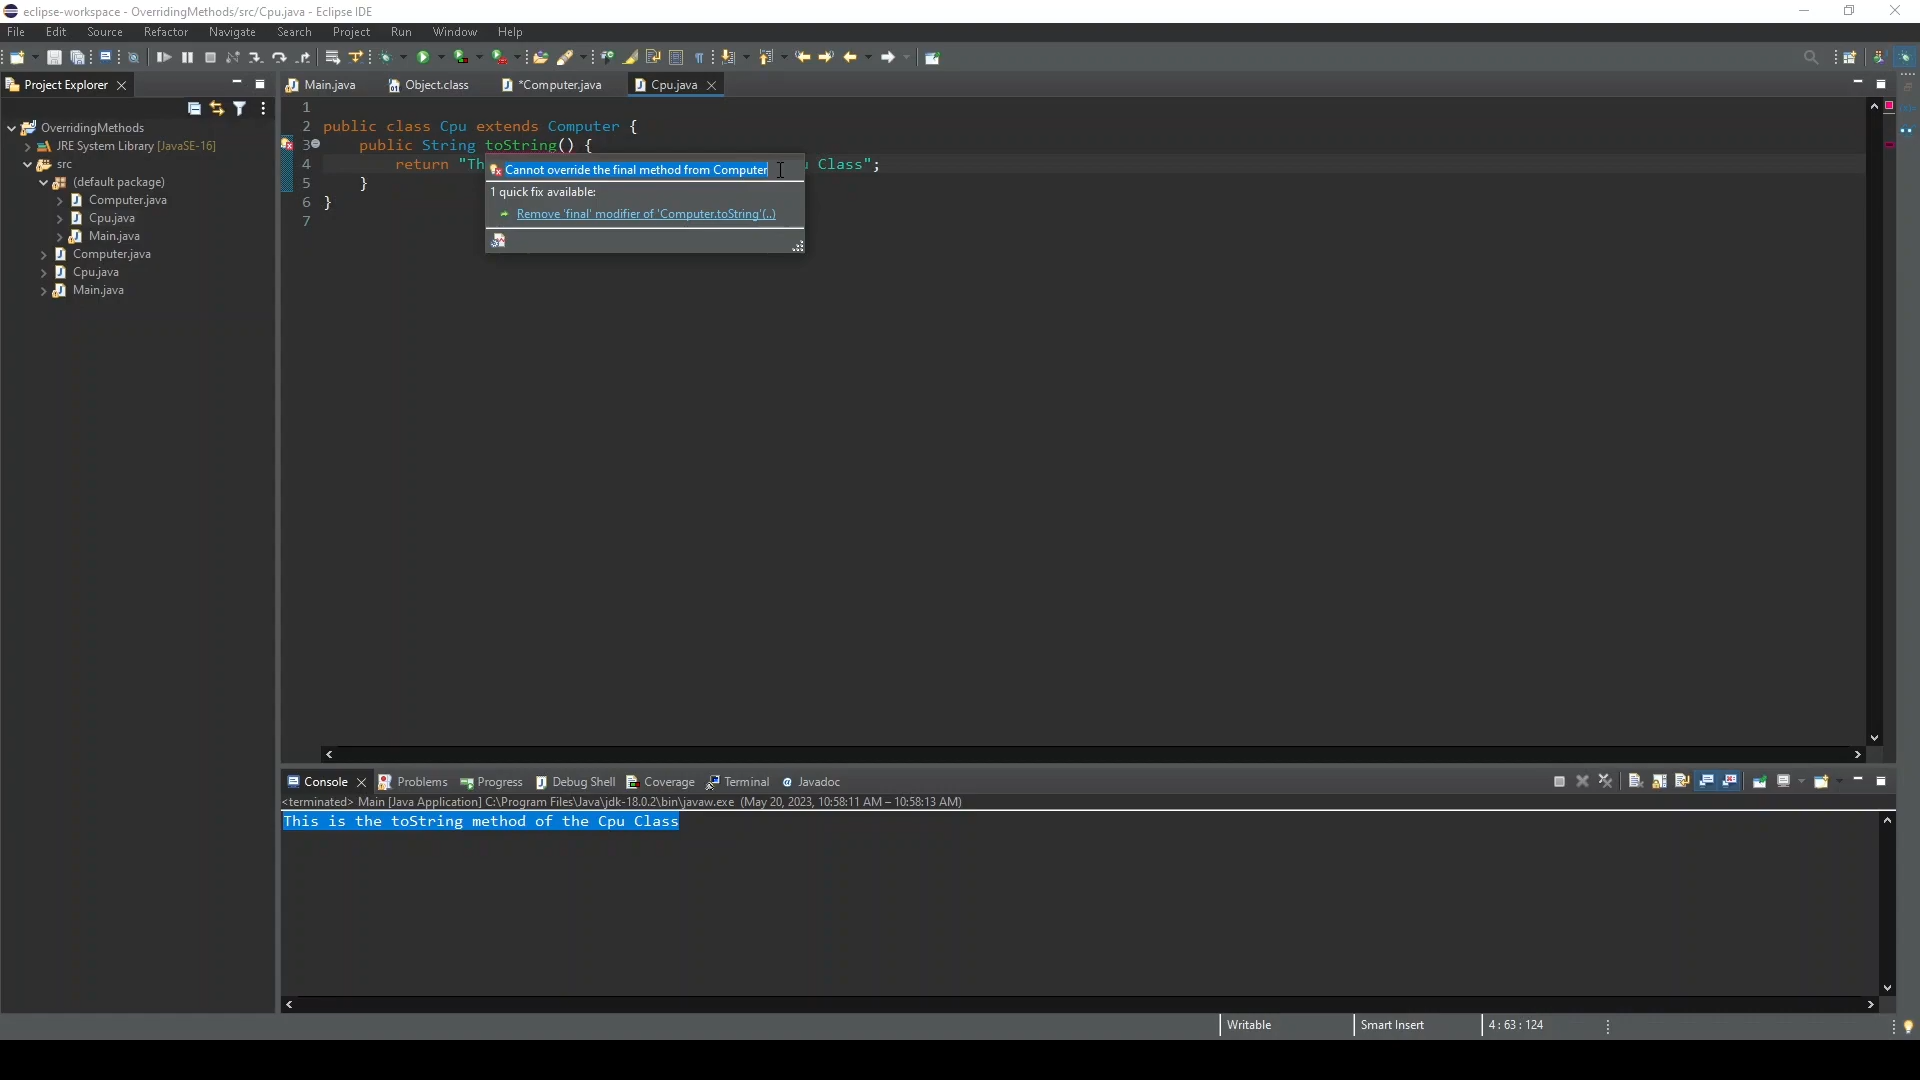 eclipse-workspace - OverridingMethods/src/Cpu.java - Eclipse IDE
File Edit Source Refactor Navigate Search Project Run Window Help
Project Explorer
Main.java Object.class *Computer.java Cpu.java
OverridingMethods
JRE System Library [JavaSE-16]
src
(default package)
Computer.java
Cpu.java
Main.java
Computer.java
Cpu.java
Main.java
1
2 public class Cpu extends Computer {
3 public String toString() {
4 return "Th Class";
5 }
6 }
7
Cannot override the final method from Computer
1 quick fix available:
Remove 'final' modifier of 'Computer.toString'(..)
Console Problems Progress Debug Shell Coverage Terminal Javadoc
<terminated> Main [Java Application] C:\Program Files\Java\jdk-18.0.2\bin\javaw.exe (May 20, 2023, 10:58:11 AM – 10:58:13 AM)
This is the toString method of the Cpu Class
Writable Smart Insert 4 : 63 : 124